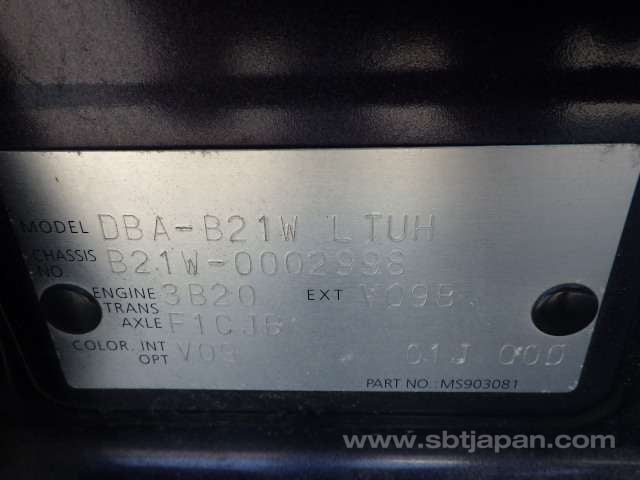 MODEL DBA-B21W LTUH
CHASSIS NO. B21W-0002998
ENGINE 3B20 EXT V09B
TRANS AXLE F1CJB
COLOR. INT V09 01J 000
OPT
PART NO.:MS903081
www.sbtjapan.com